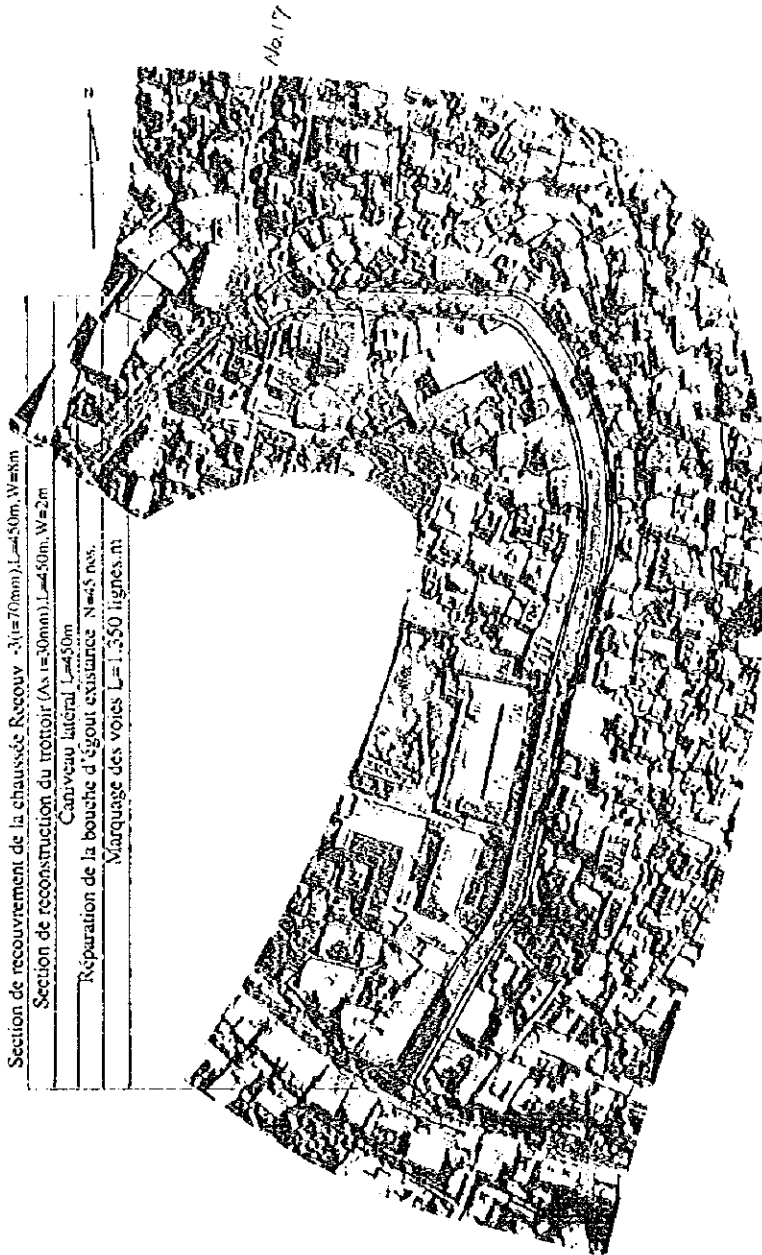 Section de recouvrement de la chaussée Recouv -3(t=70mm),L=450m,W=8m
Section de reconstruction du trottoir (As t=30mm),L=450m,W=2m
Caniveau latéral L=450m
Réparation de la bouche d'égout existance N=45 nos.
Marquage des voies L=1.350 lignes.m
No.17